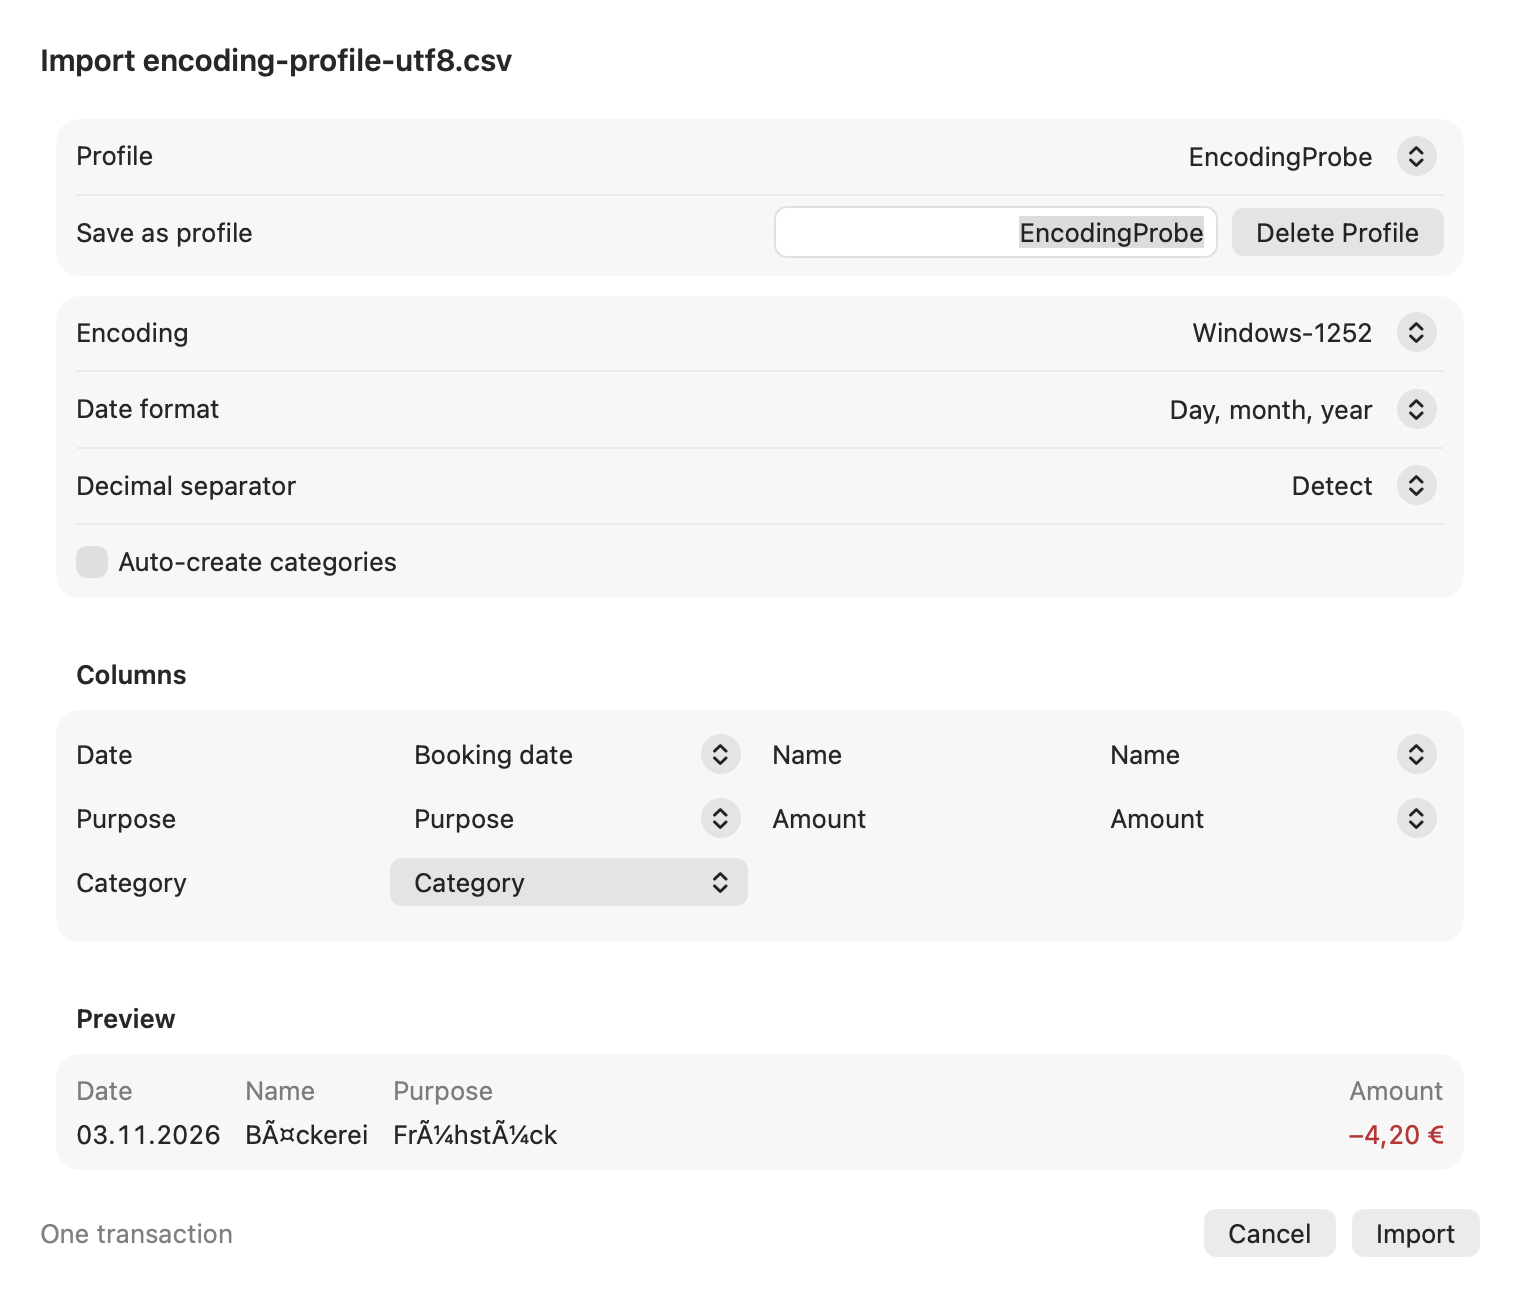 Import encoding-profile-utf8.csv
Profile EncodingProbe
Save as profile EncodingProbe Delete Profile
Encoding Windows-1252
Date format Day, month, year
Decimal separator Detect
Auto-create categories
Columns
Date Booking date Name Name
Purpose Purpose Amount Amount
Category Category
Preview
Date Name Purpose Amount
03.11.2026 BÃ¤ckerei FrÃ¼hstÃ¼ck –4,20 €
One transaction Cancel Import